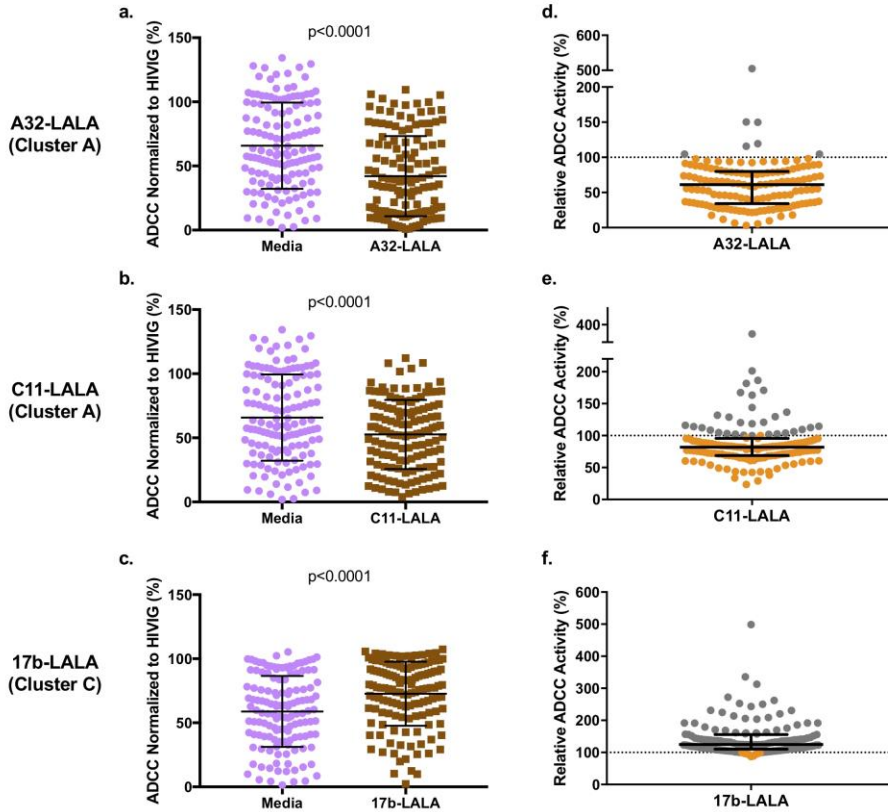 a.
p<0.0001
ADCC Normalized to HIVIG (%)
150
100
50
0
Media
A32-LALA
d.
Relative ADCC Activity (%)
600
500
200
150
100
50
0
A32-LALA
A32-LALA
(Cluster A)
b.
p<0.0001
ADCC Normalized to HIVIG (%)
150
100
50
0
Media
C11-LALA
e.
Relative ADCC Activity (%)
400
200
150
100
50
0
C11-LALA
C11-LALA
(Cluster A)
c.
p<0.0001
ADCC Normalized to HIVIG (%)
150
100
50
0
Media
17b-LALA
f.
Relative ADCC Activity (%)
600
500
400
300
200
100
0
17b-LALA
17b-LALA
(Cluster C)